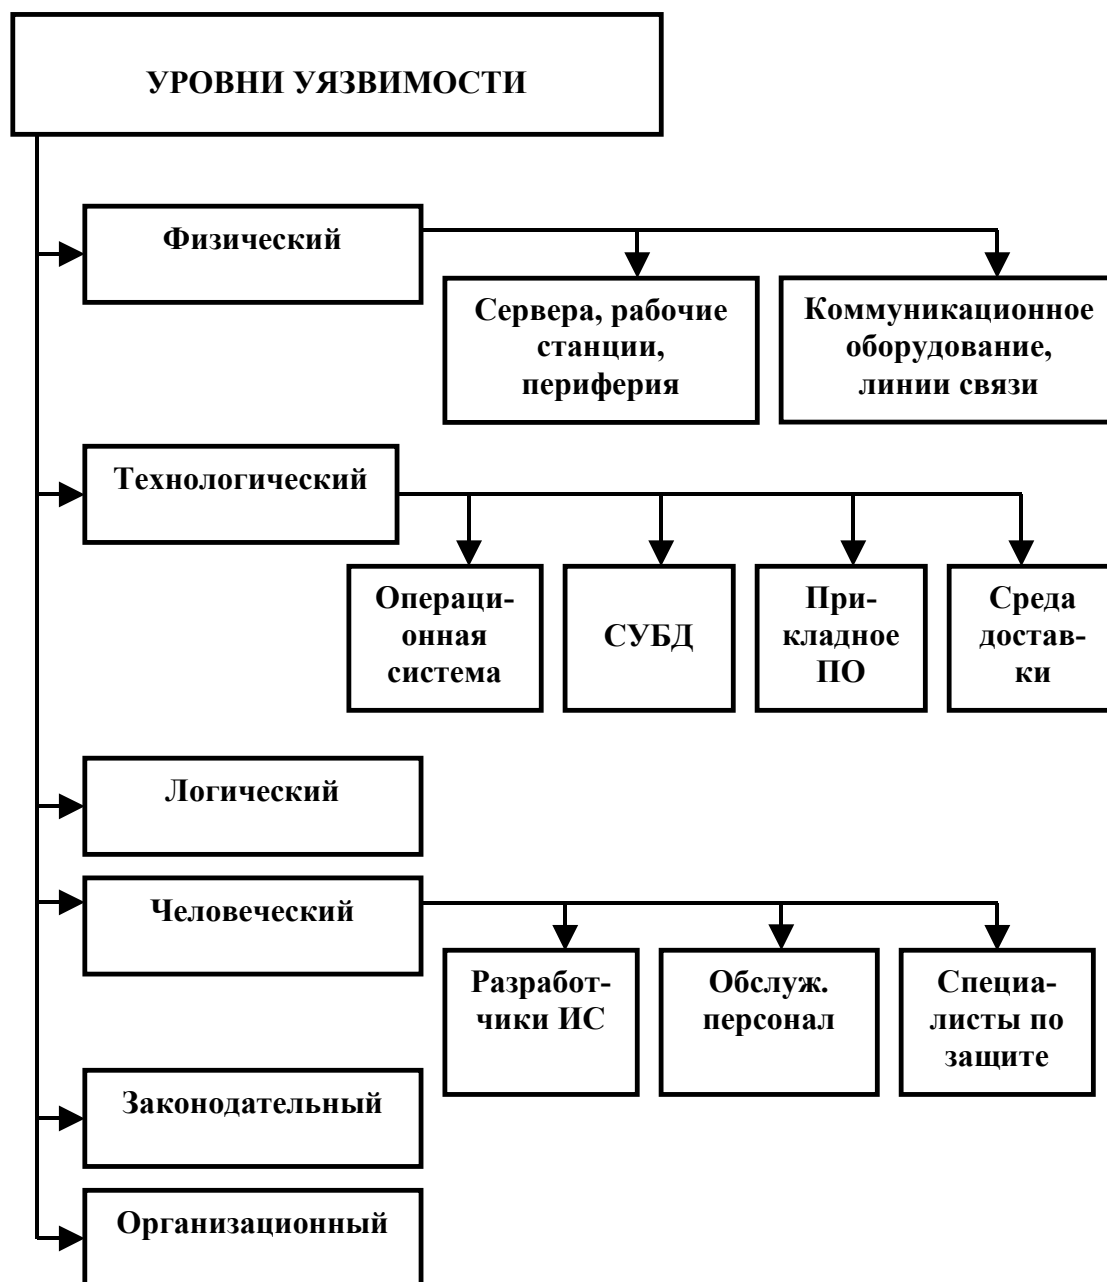 УРОВНИ УЯЗВИМОСТИ
Физический
Сервера, рабочие
станции,
периферия
Коммуникационное
оборудование,
линии связи
Технологический
Операци-
онная
система
СУБД
При-
кладное
ПО
Среда
достав-
ки
Логический
Человеческий
Разработ-
чики ИС
Обслуж.
персонал
Специа-
листы по
защите
Законодательный
Организационный